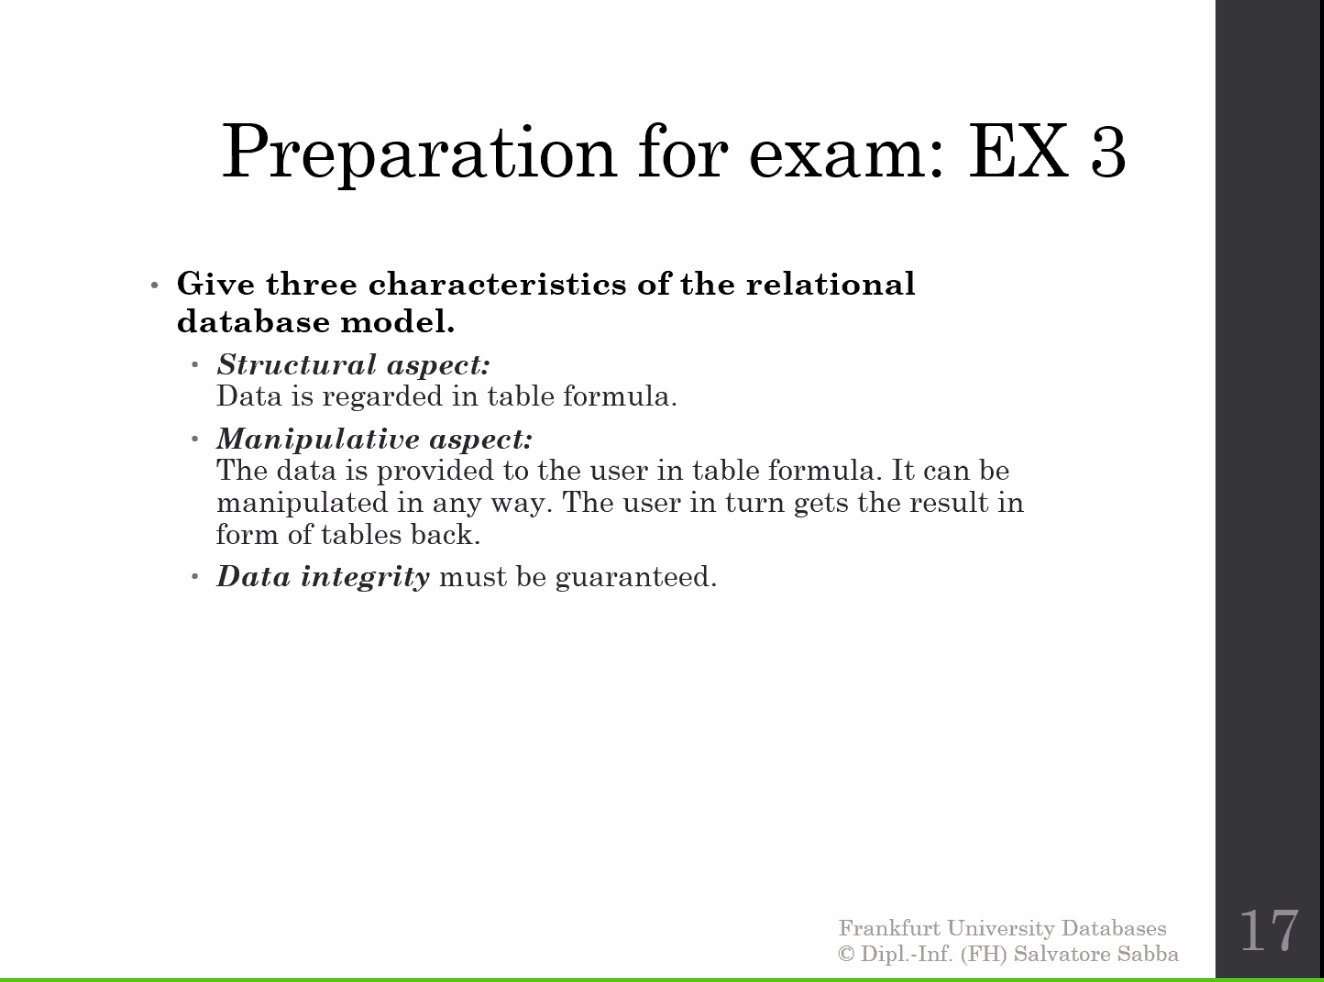 Preparation for exam: EX 3
• Give three characteristics of the relational
database model.
• Structural aspect:
Data is regarded in table formula.
• Manipulative aspect:
The data is provided to the user in table formula. It can be
manipulated in any way. The user in turn gets the result in
form of tables back.
• Data integrity must be guaranteed.
Frankfurt University Databases
© Dipl.-Inf. (FH) Salvatore Sabba
17